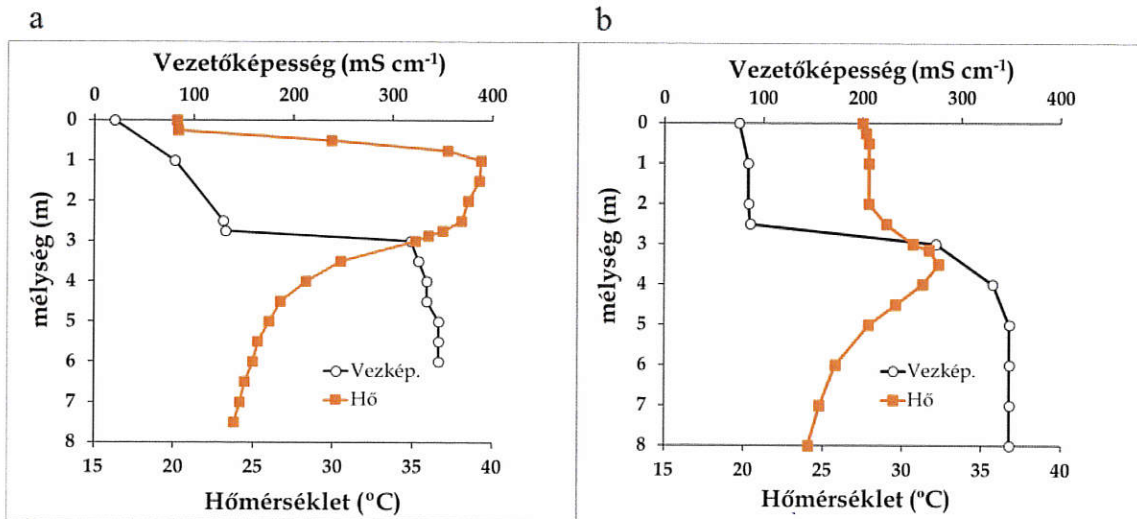 a
Vezetőképesség (mS cm⁻¹)
0 100 200 300 400
mélység (m)
0
1
2
3
4
5
6
7
8
Vezkép.
Hő
15 20 25 30 35 40
Hőmérséklet (ºC)
b
Vezetőképesség (mS cm⁻¹)
0 100 200 300 400
mélység (m)
0
1
2
3
4
5
6
7
8
Vezkép.
Hő
15 20 25 30 35 40
Hőmérséklet (ºC)